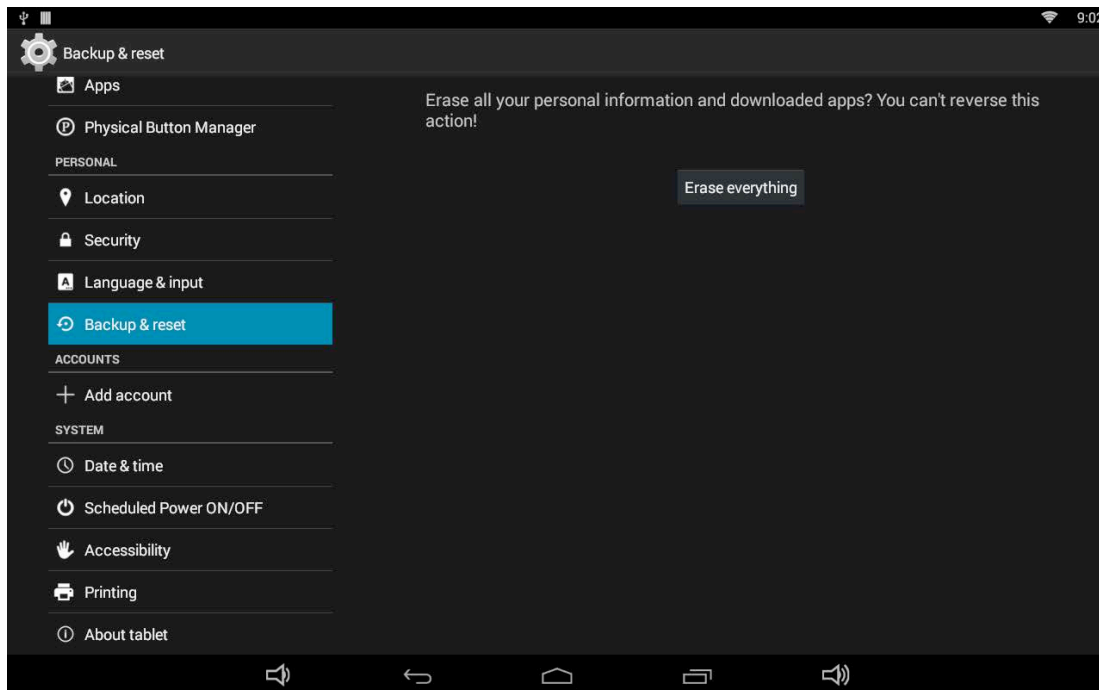 9:02
Backup & reset
Apps
Physical Button Manager
PERSONAL
Location
Security
Language & input
Backup & reset
ACCOUNTS
Add account
SYSTEM
Date & time
Scheduled Power ON/OFF
Accessibility
Printing
About tablet
Erase all your personal information and downloaded apps? You can't reverse this
action!
Erase everything